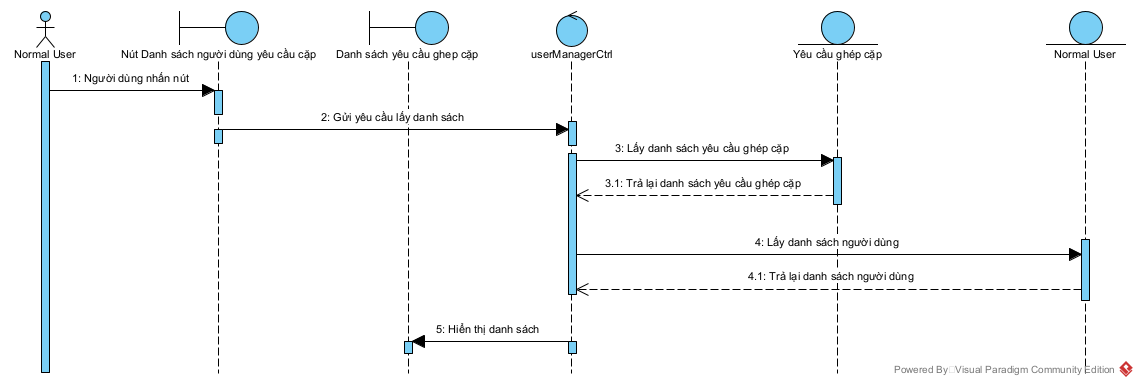 Normal User
Nút Danh sách người dùng yêu cầu cặp
Danh sách yêu cầu ghep cặp
userManagerCtrl
Yêu cầu ghép cặp
Normal User
1: Người dùng nhấn nút
2: Gửi yêu cầu lấy danh sách
3: Lấy danh sách yêu cầu ghép cặp
3.1: Trả lại danh sách yêu cầu ghép cặp
4: Lấy danh sách người dùng
4.1: Trả lại danh sách người dùng
5: Hiển thị danh sách
Powered By Visual Paradigm Community Edition